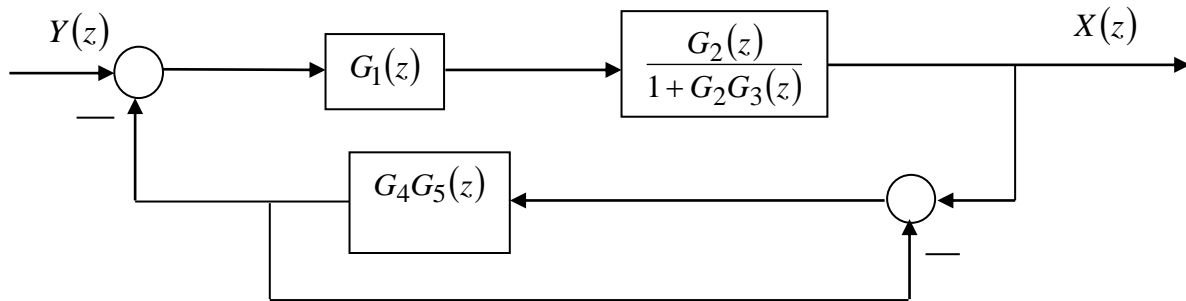 Y(z)
X(z)
G₁(z)
G₂(z)
1 + G₂G₃(z)
—
G₄G₅(z)
—